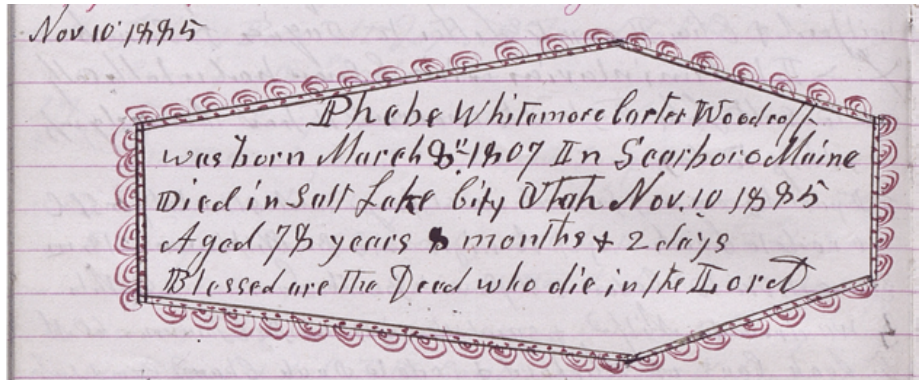 Nov 10 1885
Phebe Whitemore Carter Woodruff
was born March 8th 1807 In Scarboro Maine
Died in Salt Lake City Utah Nov. 10 1885
Aged 78 years 8 months & 2 days
Blessed are the Dead who die in the Lord